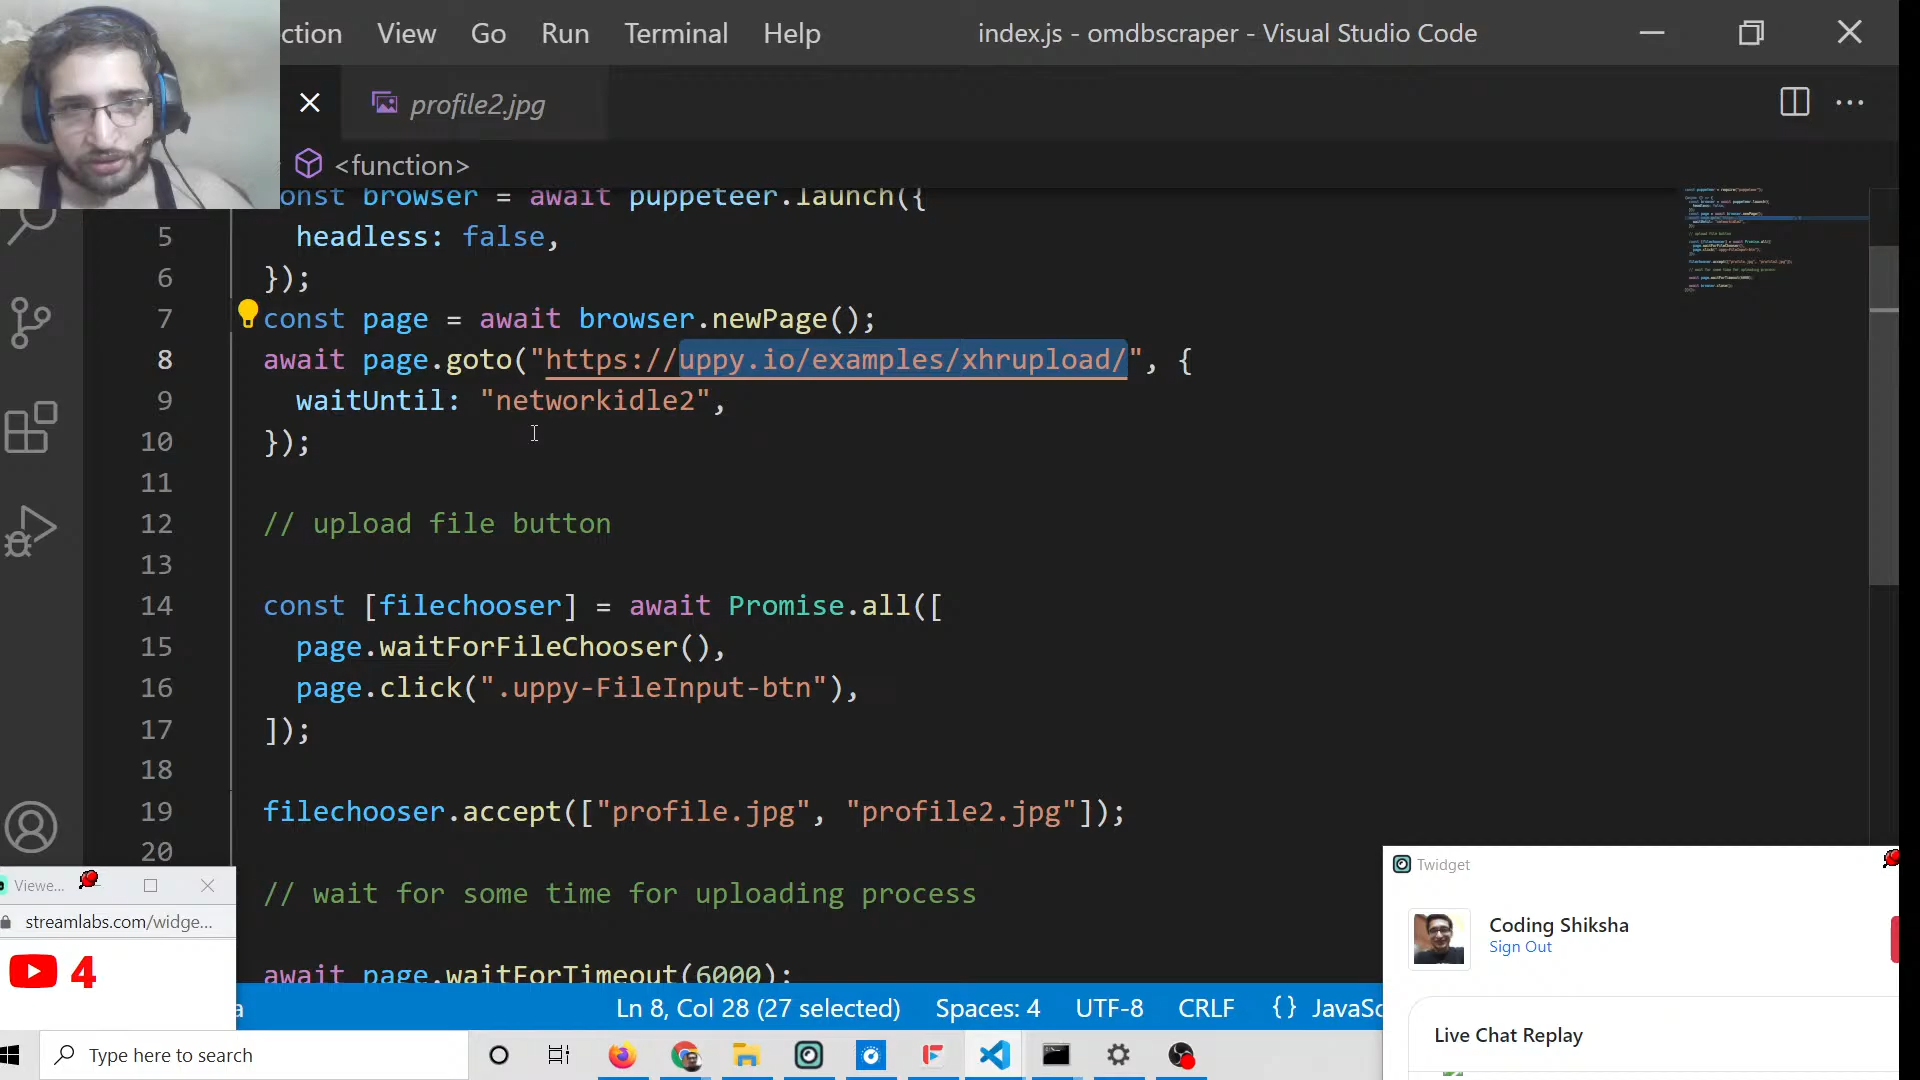 ction View Go Run Terminal Help index.js - omdbscraper - Visual Studio Code
profile2.jpg
<function>
const browser = await puppeteer.launch({
5 headless: false,
6 });
7 const page = await browser.newPage();
8 await page.goto("https://uppy.io/examples/xhrupload/", {
9 waitUntil: "networkidle2",
10 });
11
12 // upload file button
13
14 const [filechooser] = await Promise.all([
15 page.waitForFileChooser(),
16 page.click(".uppy-FileInput-btn"),
17 ]);
18
19 filechooser.accept(["profile.jpg", "profile2.jpg"]);
20
// wait for some time for uploading process
await page.waitForTimeout(6000);
Viewe...
streamlabs.com/widge...
4
Twidget
Coding Shiksha
Sign Out
Live Chat Replay
a Ln 8, Col 28 (27 selected) Spaces: 4 UTF-8 CRLF {} JavaSc
Type here to search